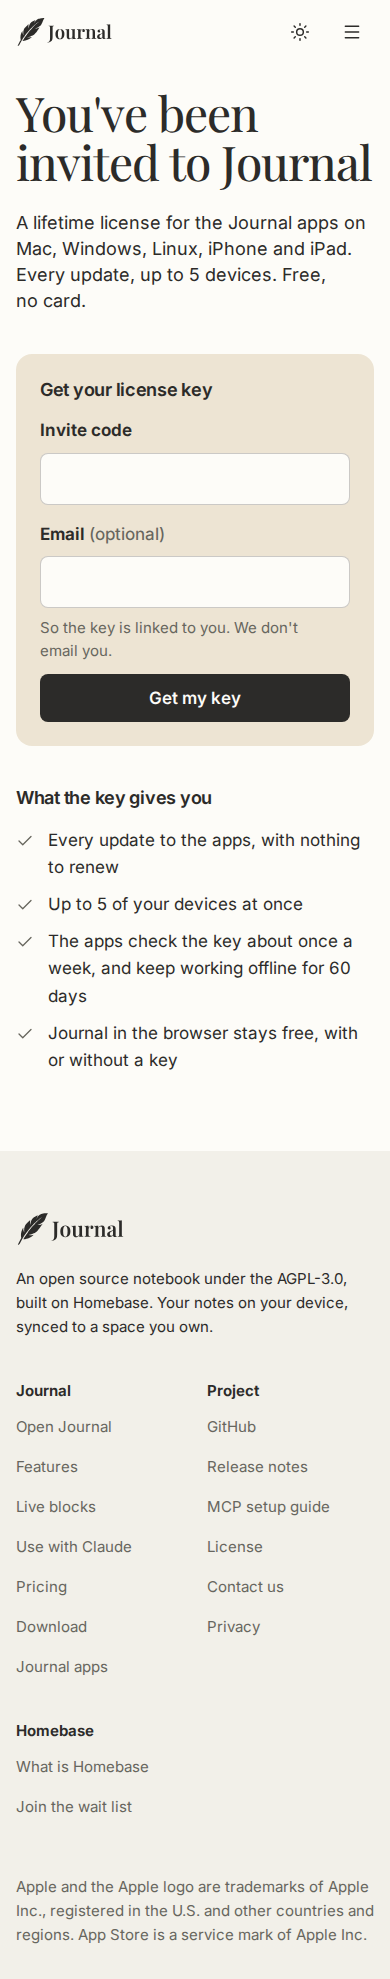 Journal
You've been
invited to Journal
A lifetime license for the Journal apps on
Mac, Windows, Linux, iPhone and iPad.
Every update, up to 5 devices. Free,
no card.
Get your license key
Invite code
Email (optional)
So the key is linked to you. We don't
email you.
Get my key
What the key gives you
Every update to the apps, with nothing
to renew
Up to 5 of your devices at once
The apps check the key about once a
week, and keep working offline for 60
days
Journal in the browser stays free, with
or without a key
Journal
An open source notebook under the AGPL-3.0,
built on Homebase. Your notes on your device,
synced to a space you own.
Journal
Open Journal
Features
Live blocks
Use with Claude
Pricing
Download
Journal apps
Project
GitHub
Release notes
MCP setup guide
License
Contact us
Privacy
Homebase
What is Homebase
Join the wait list
Apple and the Apple logo are trademarks of Apple
Inc., registered in the U.S. and other countries and
regions. App Store is a service mark of Apple Inc.